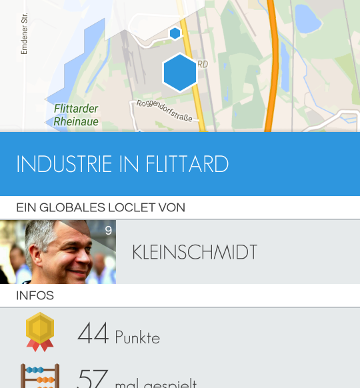 Emdener Str.
RD
Roggendorfstraße
Flittarder
Rheinaue
INDUSTRIE IN FLITTARD
EIN GLOBALES LOCLET VON
9
KLEINSCHMIDT
INFOS
44 Punkte
57 mal gespielt